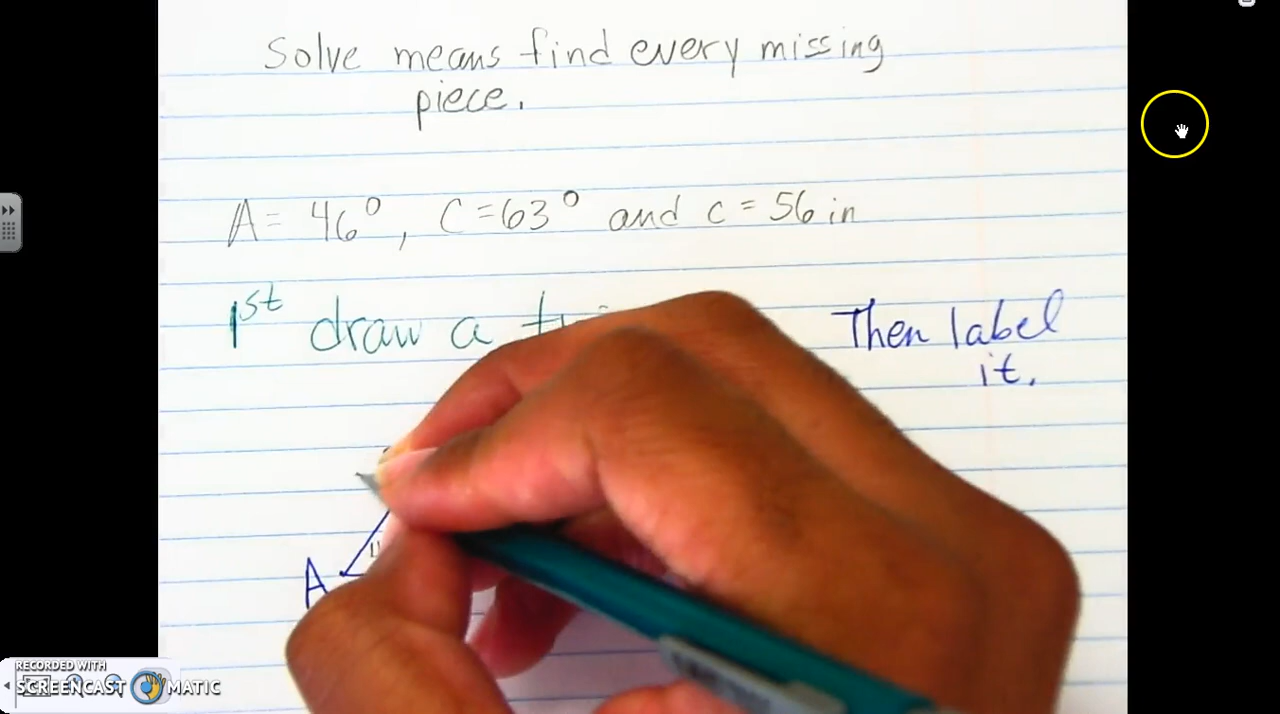 Solve means find every missing
piece.
A = 46°, C = 63° and c = 56 in
1st draw a
Then label
it.
A
RECORDED WITH
SCREENCAST MATIC